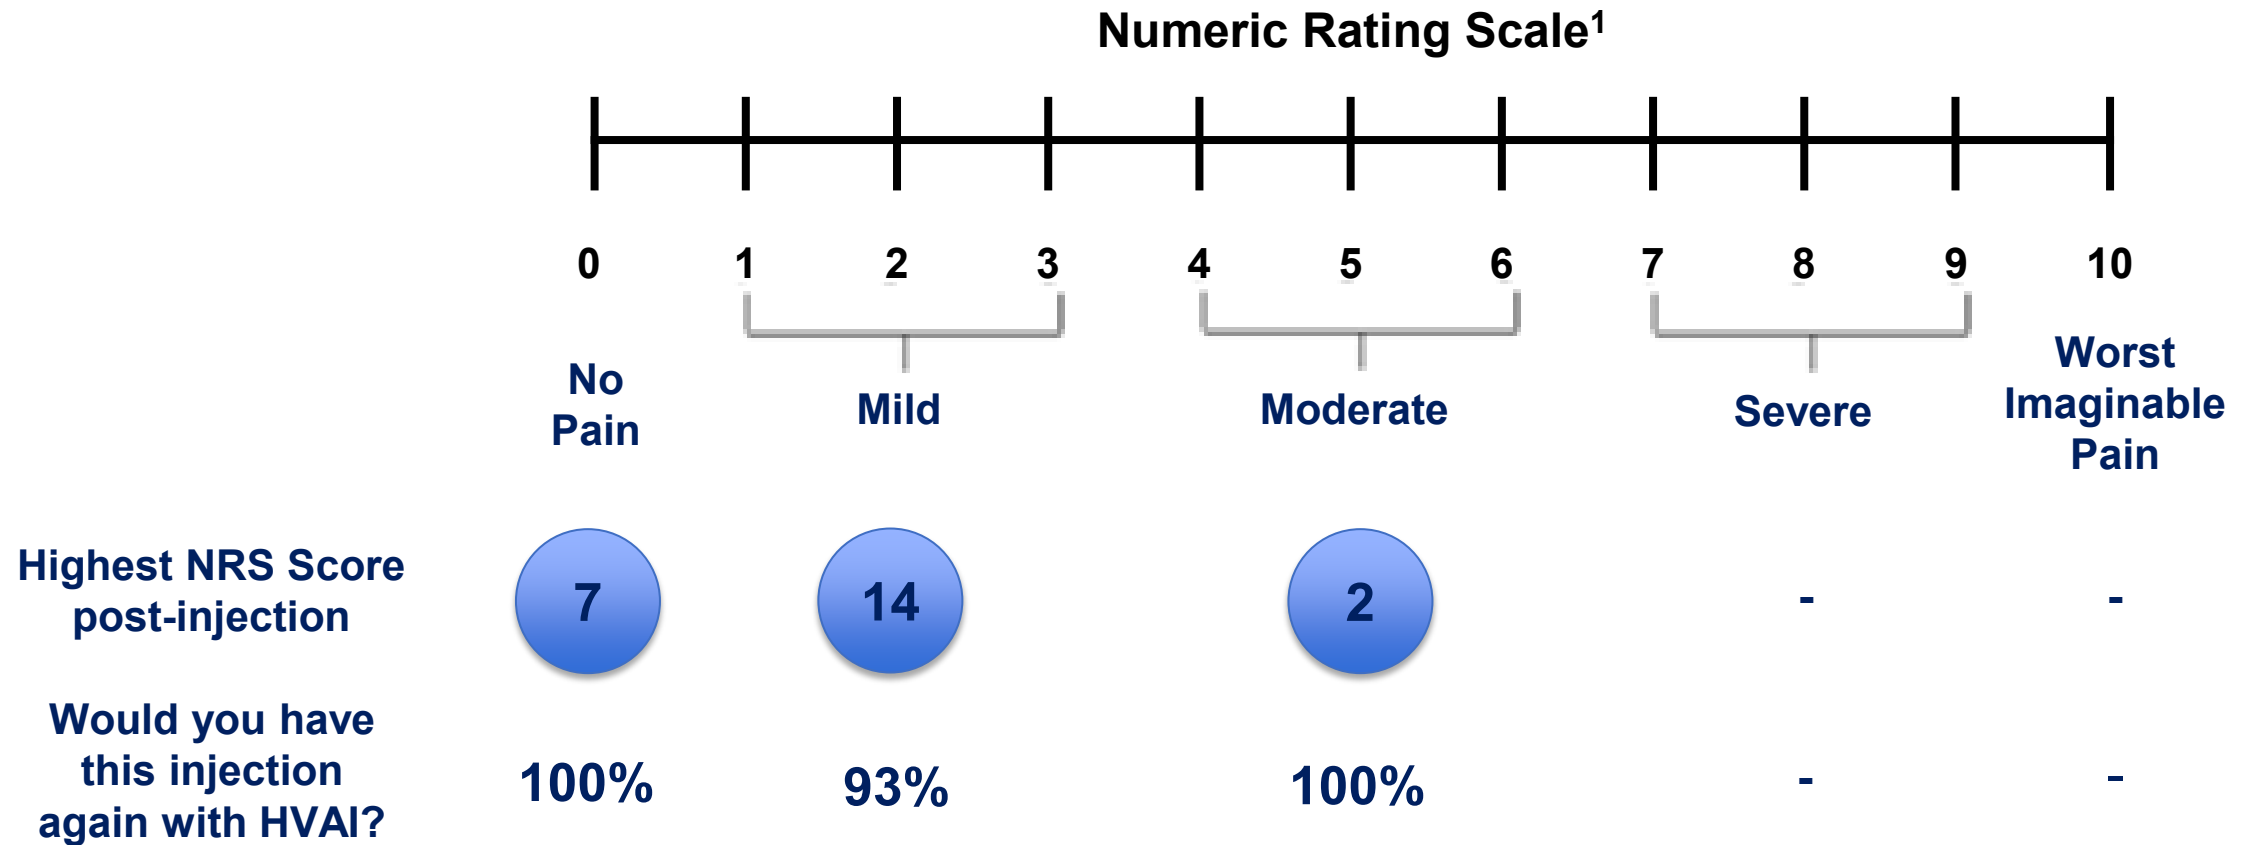 Numeric Rating Scale¹
0 1 2 3 4 5 6 7 8 9 10
No
Pain
Mild
Moderate
Severe
Worst
Imaginable
Pain
Highest NRS Score
post-injection
7 14 2 - -
Would you have
this injection
again with HVAI?
100% 93% 100% - -